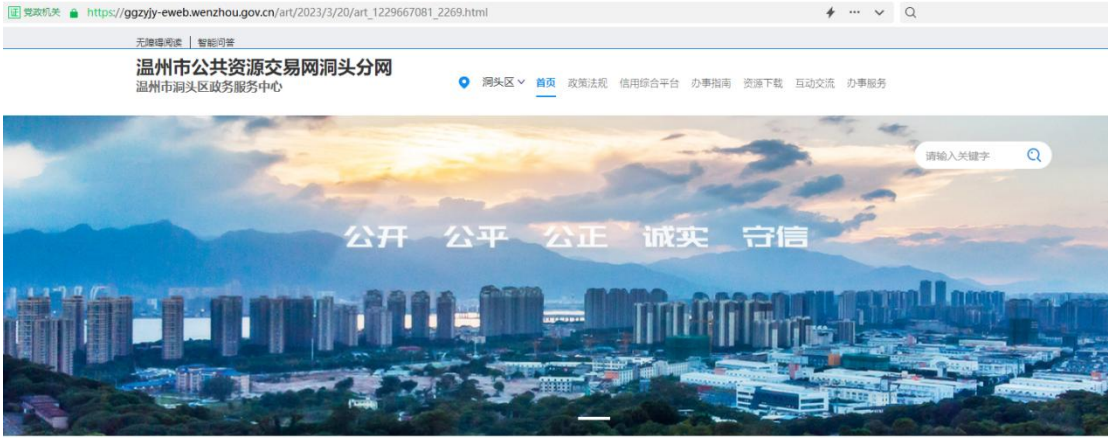 证 党政机关 https://ggzyjy-eweb.wenzhou.gov.cn/art/2023/3/20/art_1229667081_2269.html
无障碍阅读 | 智能问答
温州市公共资源交易网洞头分网
温州市洞头区政务服务中心
洞头区 首页 政策法规 信用综合平台 办事指南 资源下载 互动交流 办事服务
请输入关键字
公开 公平 公正 诚实 守信